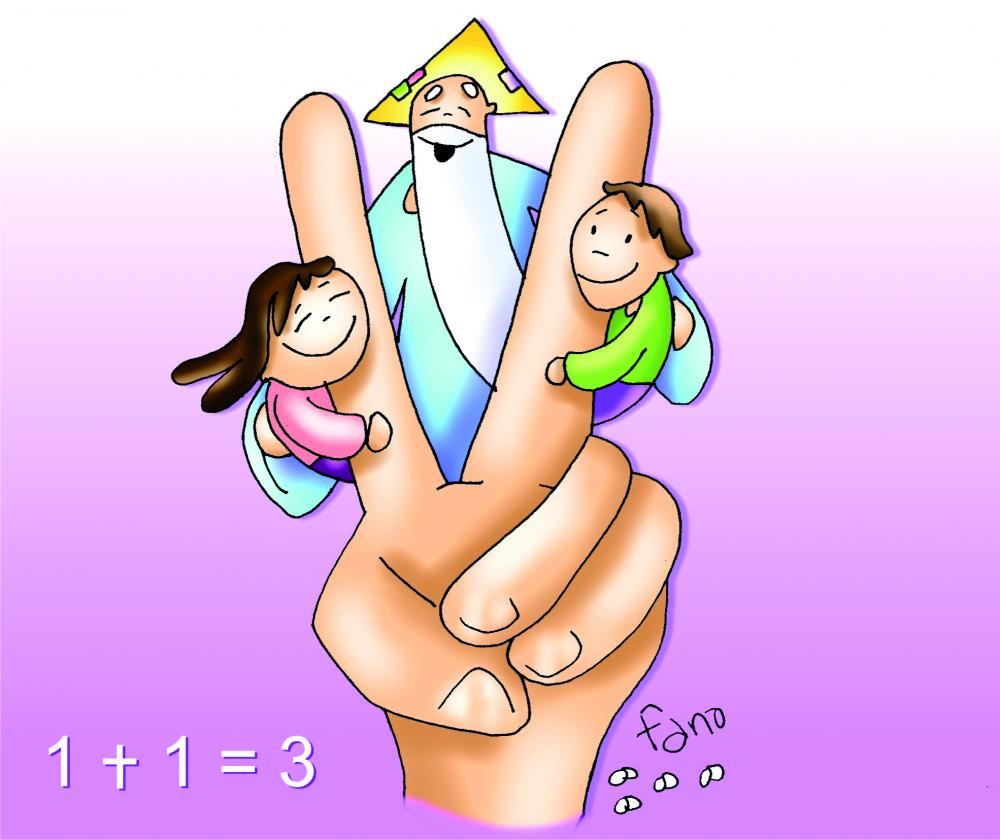 1 + 1 = 3
fano